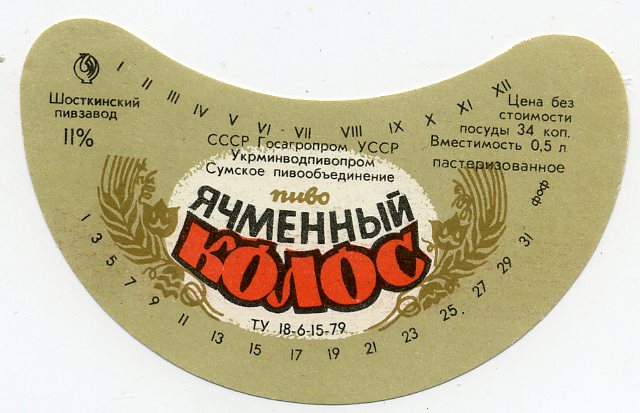 I II III IV V VI - VII VIII IX X XI XII
Шосткинский
пивзавод
11%
СССР Госагропром УССР
Укрминводпивопром
Сумское пивообъединение
Цена без
стоимости
посуды 34 коп.
Вместимость 0,5 л
пастеризованное
фоф
пиво
ЯЧМЕННЫЙ
КОЛОС
ТУ 18-6-15-79
1 3 5 7 9 11 13 15 17 19 21 23 25. 27 29 31